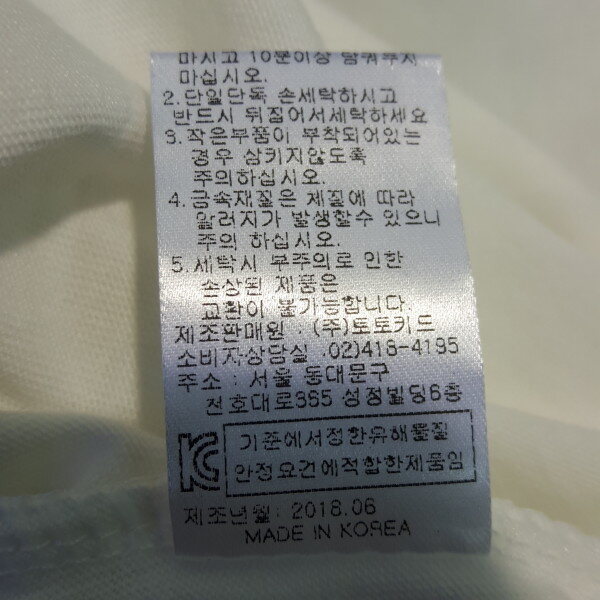 마시고 10분이상 담궈두지
마십시오.
2.단일단독 손세탁하시고
반드시 뒤집어서세탁하세요
3.작은부품이 부착되어있는
경우 삼키지않도록
주의하십시오.
4.금속재질은 체질에 따라
알러지가 발생할수 있으니
주의 하십시오.
5.세탁시 부주의로 인한
손상된 제품은
교환이 불가능합니다.
제조판매원 : (주)토토키드
소비자상담실 .02)416-4195
주소 : 서울 동대문구
천호대로365 성정빌딩6층
KC
기준에서정한유해물질
안정요건에적합한제품임
제조년월: 2018.06
MADE IN KOREA